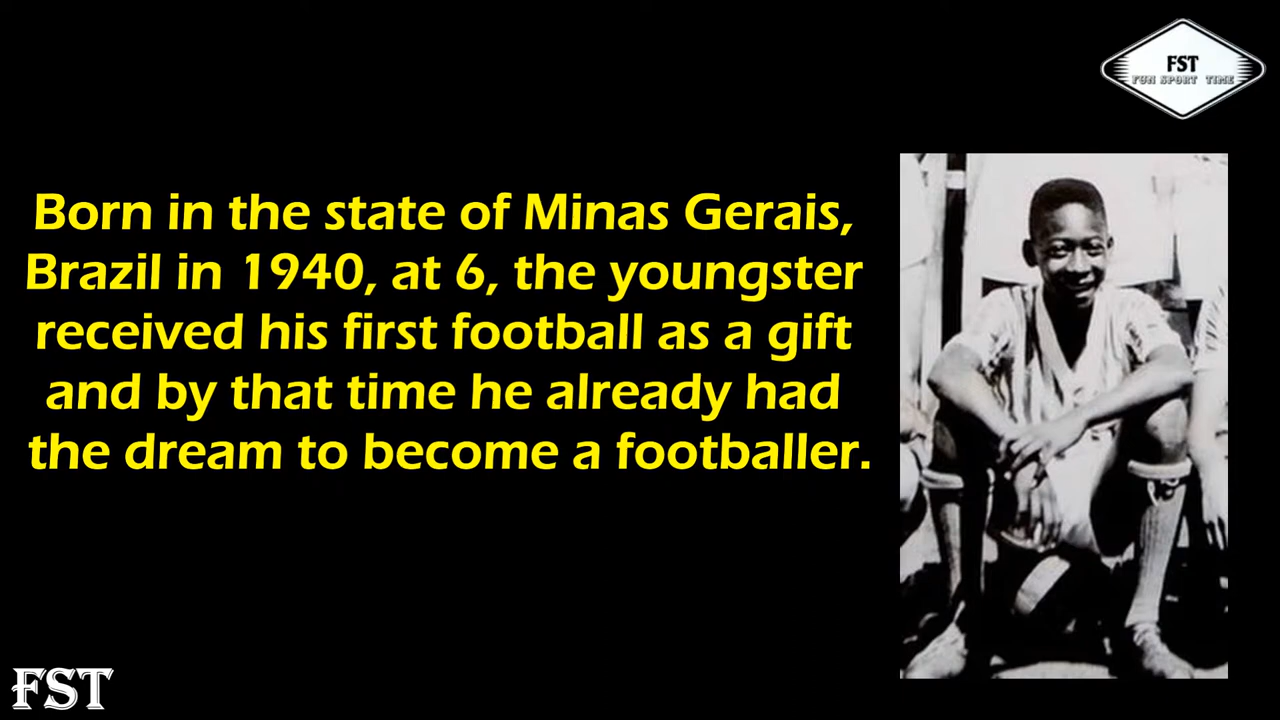 FST
FUN SPORT TIME
Born in the state of Minas Gerais,
Brazil in 1940, at 6, the youngster
received his first football as a gift
and by that time he already had
the dream to become a footballer.
FST